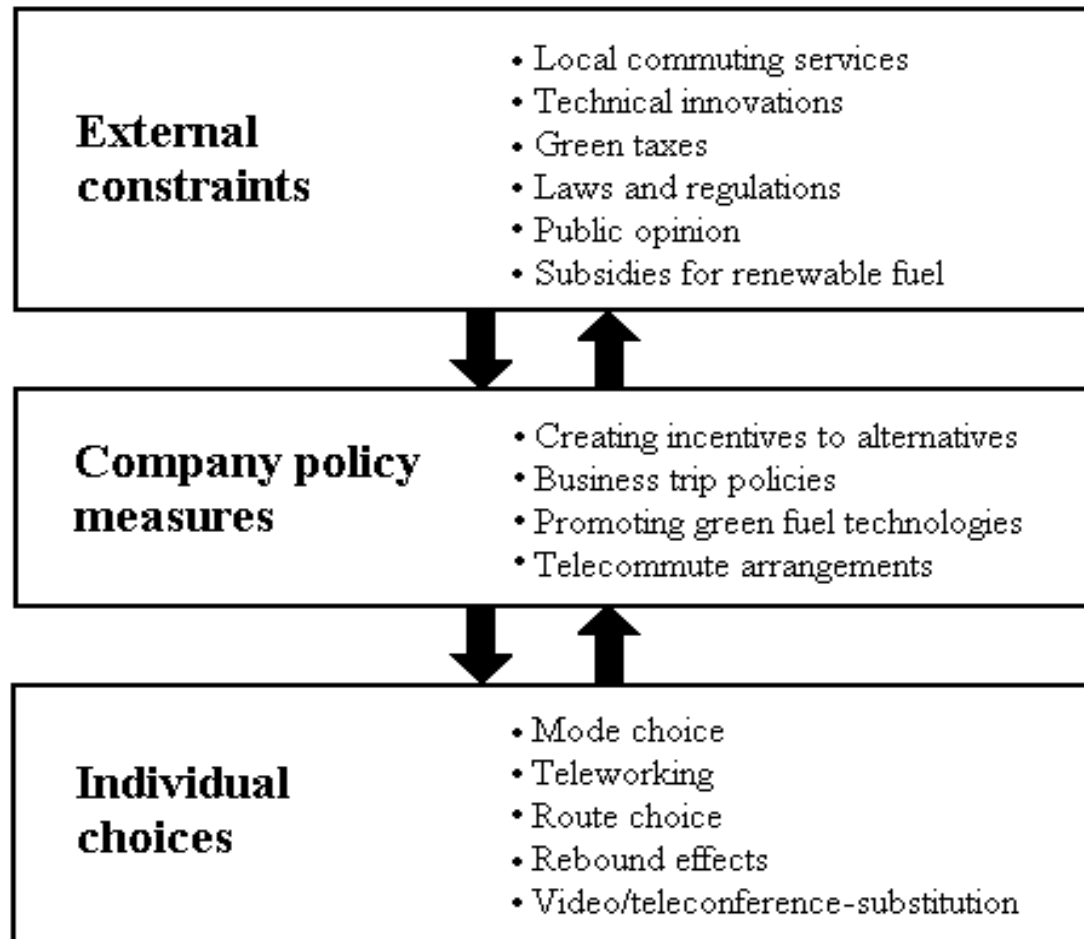 External
constraints
• Local commuting services
• Technical innovations
• Green taxes
• Laws and regulations
• Public opinion
• Subsidies for renewable fuel
Company policy
measures
• Creating incentives to alternatives
• Business trip policies
• Promoting green fuel technologies
• Telecommute arrangements
Individual
choices
• Mode choice
• Teleworking
• Route choice
• Rebound effects
• Video/teleconference-substitution